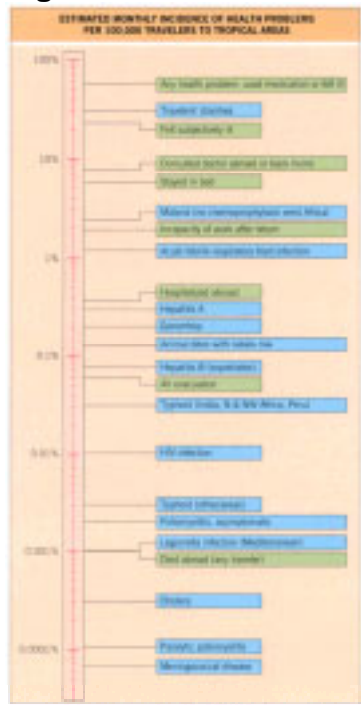 ESTIMATED MONTHLY INCIDENCE OF HEALTH PROBLEMS
PER 100,000 TRAVELERS TO TROPICAL AREAS
100%
Any health problem: used medication or felt ill
Travelers' diarrhea
Felt subjectively ill
10%
Consulted doctor abroad or back home
Stayed in bed
Malaria (no chemoprophylaxis West Africa)
Incapacity of work after return
Acute febrile respiratory tract infection
1%
Hospitalized abroad
Hepatitis A
Gonorrhea
Animal bites with rabies risk
0.1%
Hepatitis B (expatriates)
Air evacuation
Typhoid (India, N & NW Africa, Peru)
0.01%
HIV infection
Typhoid (other areas)
Poliomyelitis, asymptomatic
Legionella infection (Mediterranean)
0.001%
Died abroad (any traveler)
Cholera
0.0001%
Paralytic poliomyelitis
Meningococcal disease